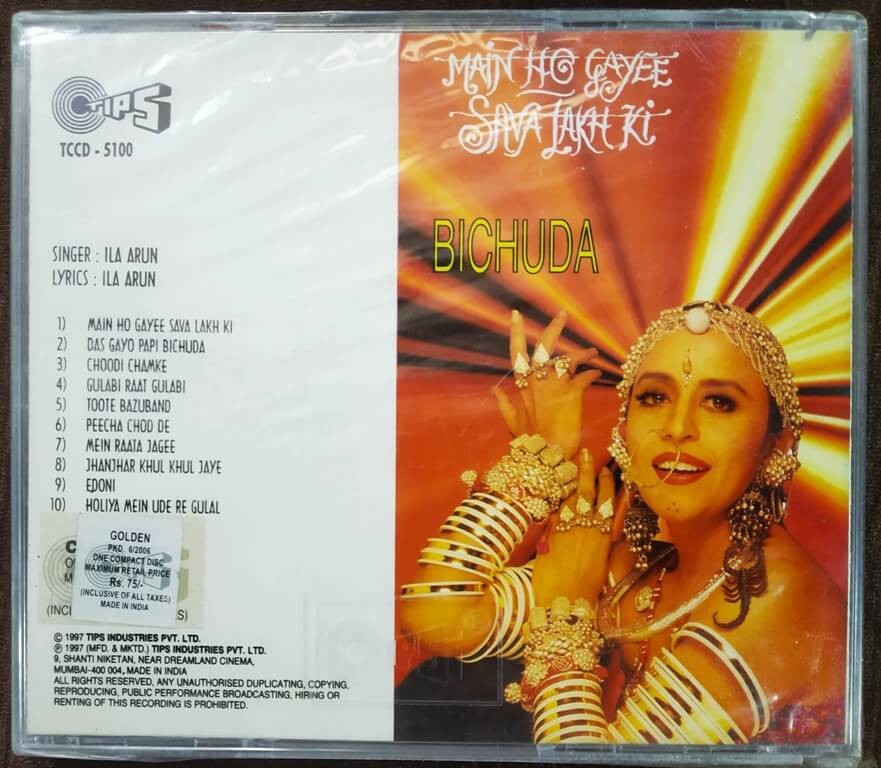 TIPS
TCCD - 5100
SINGER : ILA ARUN
LYRICS : ILA ARUN
1) MAIN HO GAYEE SAVA LAKH KI
2) DAS GAYO PAPI BICHUDA
3) CHOODI CHAMKE
4) GULABI RAAT GULABI
5) TOOTE BAZUBAND
6) PEECHA CHOD DE
7) MEIN RAATA JAGEE
8) JHANJHAR KHUL KHUL JAYE
9) EDONI
10) HOLIYA MEIN UDE RE GULAL
GOLDEN
PKD. 6/2006
ONE COMPACT DISC
MAXIMUM RETAIL PRICE
Rs. 75/-
(INCLUSIVE OF ALL TAXES)
MADE IN INDIA
© 1997 TIPS INDUSTRIES PVT. LTD.
℗ 1997 (MFD. & MKTD.) TIPS INDUSTRIES PVT. LTD.
9, SHANTI NIKETAN, NEAR DREAMLAND CINEMA,
MUMBAI-400 004, MADE IN INDIA
ALL RIGHTS RESERVED, ANY UNAUTHORISED DUPLICATING, COPYING,
REPRODUCING, PUBLIC PERFORMANCE BROADCASTING, HIRING OR
RENTING OF THIS RECORDING IS PROHIBITED.
MAIN HO GAYEE
SAVA LAKH KI
BICHUDA